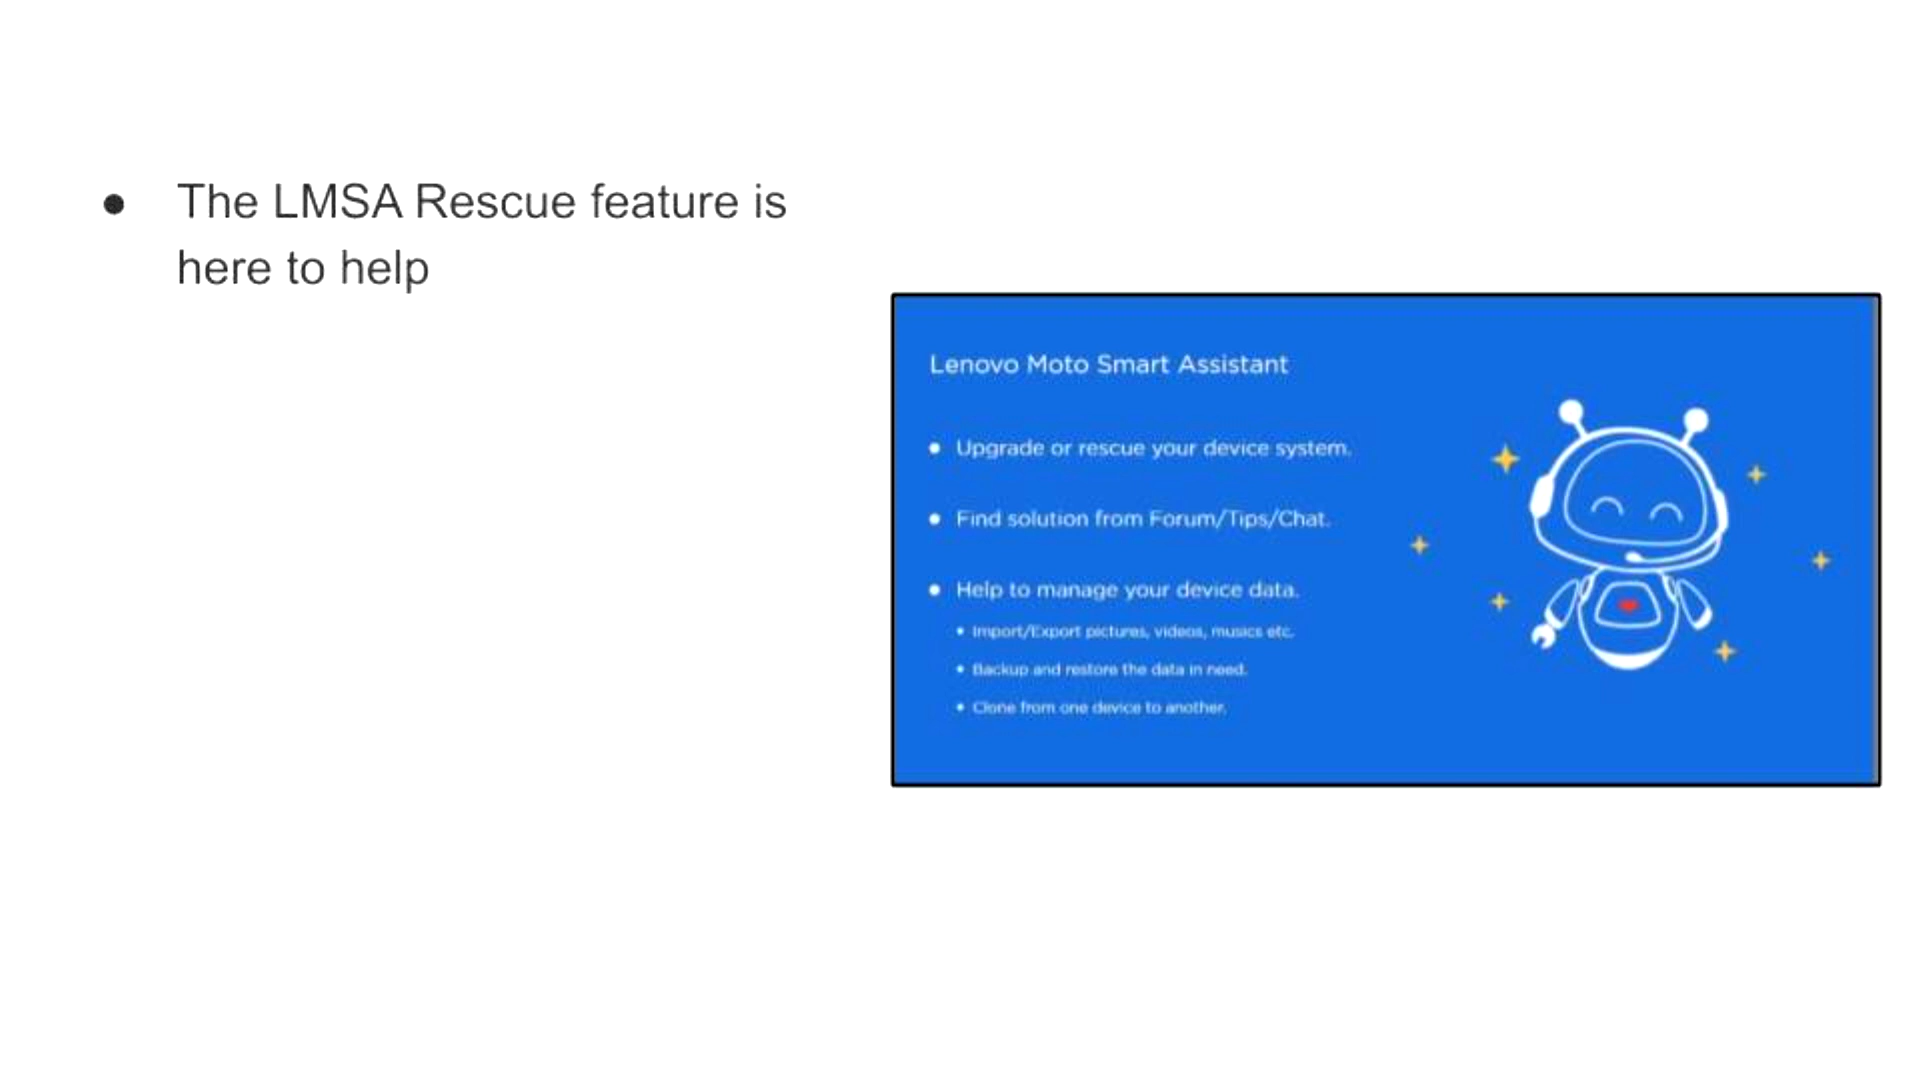 ● The LMSA Rescue feature is
here to help
Lenovo Moto Smart Assistant
• Upgrade or rescue your device system.
• Find solution from Forum/Tips/Chat.
• Help to manage your device data.
• Import/Export pictures, videos, musics etc.
• Backup and restore the data in need.
• Clone from one device to another.